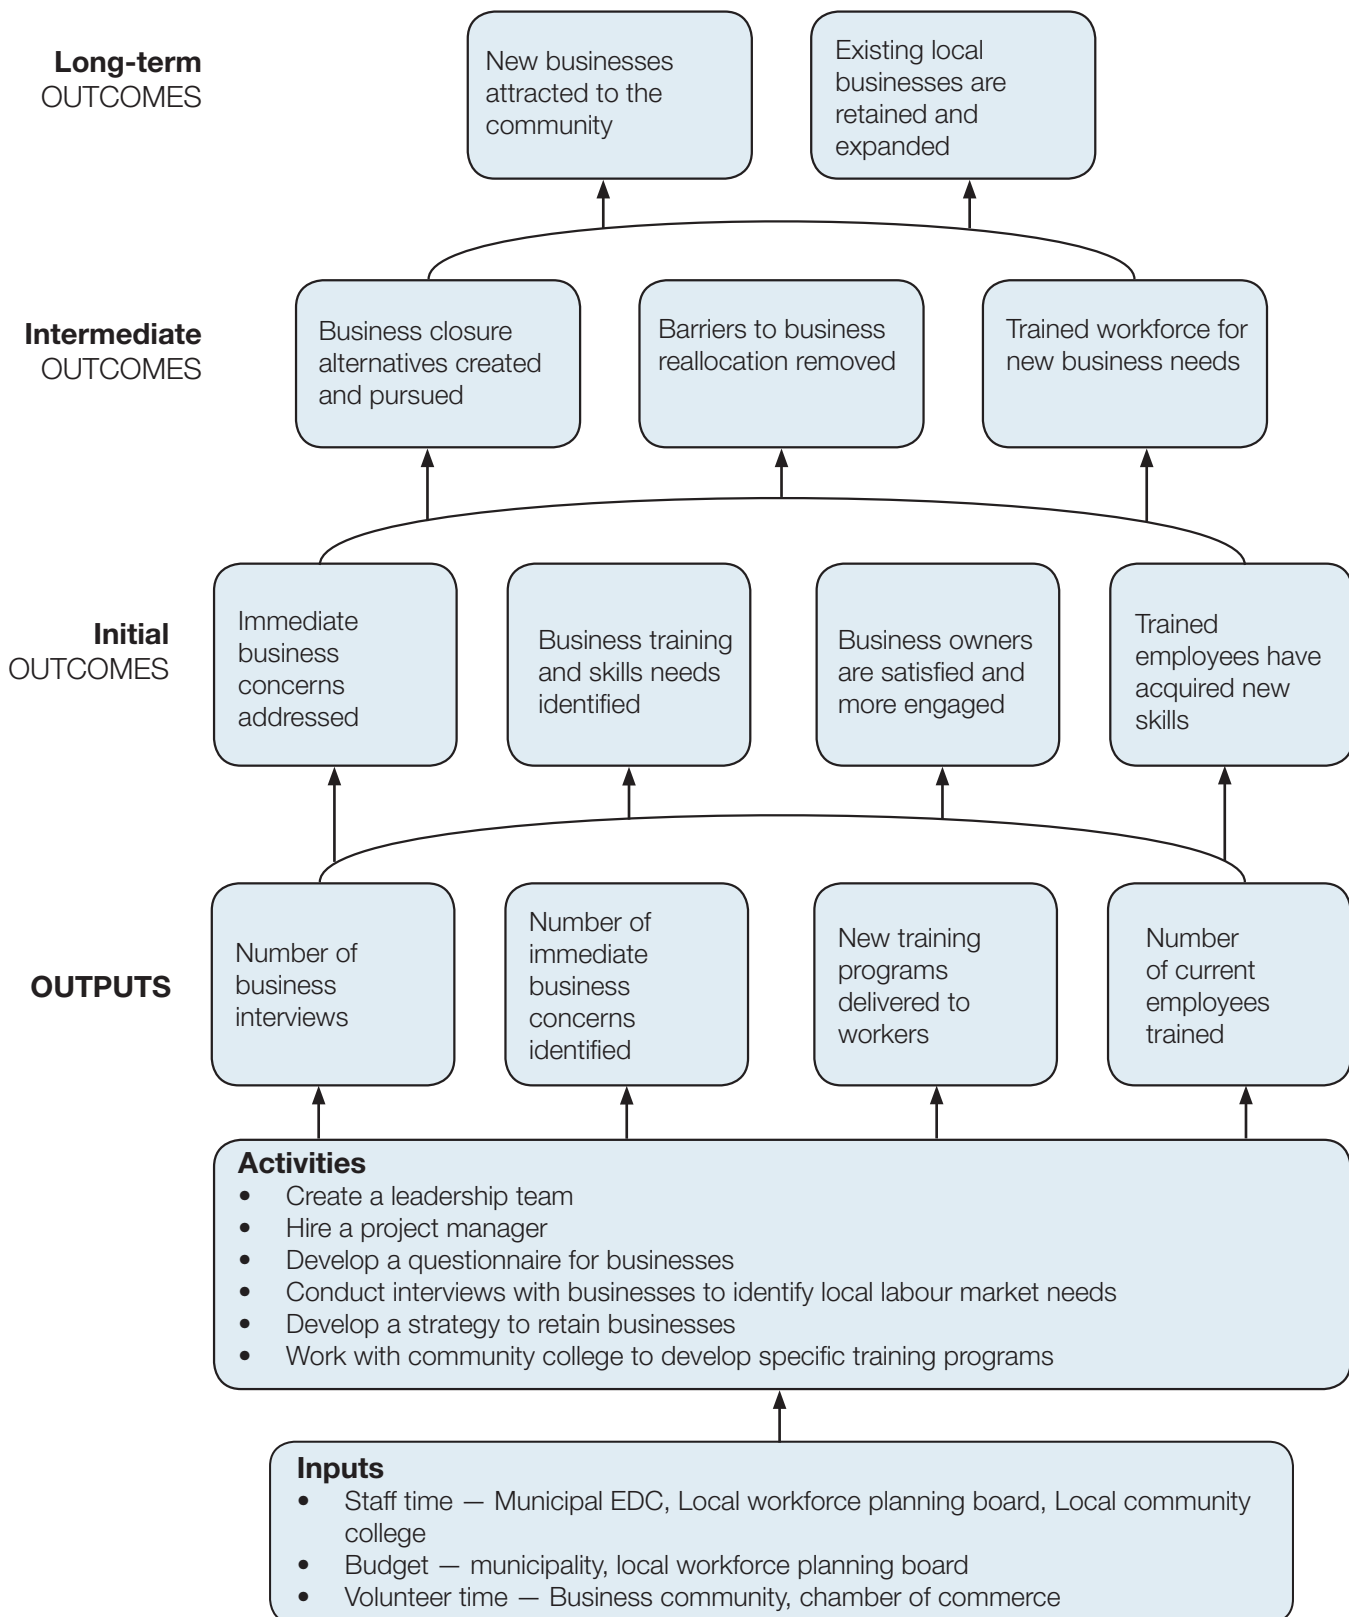 Long-term
OUTCOMES
New businesses
attracted to the
community
Existing local
businesses are
retained and
expanded
Intermediate
OUTCOMES
Business closure
alternatives created
and pursued
Barriers to business
reallocation removed
Trained workforce for
new business needs
Initial
OUTCOMES
Immediate
business
concerns
addressed
Business training
and skills needs
identified
Business owners
are satisfied and
more engaged
Trained
employees have
acquired new
skills
OUTPUTS
Number of
business
interviews
Number of
immediate
business
concerns
identified
New training
programs
delivered to
workers
Number
of current
employees
trained
Activities
• Create a leadership team
• Hire a project manager
• Develop a questionnaire for businesses
• Conduct interviews with businesses to identify local labour market needs
• Develop a strategy to retain businesses
• Work with community college to develop specific training programs
Inputs
• Staff time — Municipal EDC, Local workforce planning board, Local community
college
• Budget — municipality, local workforce planning board
• Volunteer time — Business community, chamber of commerce